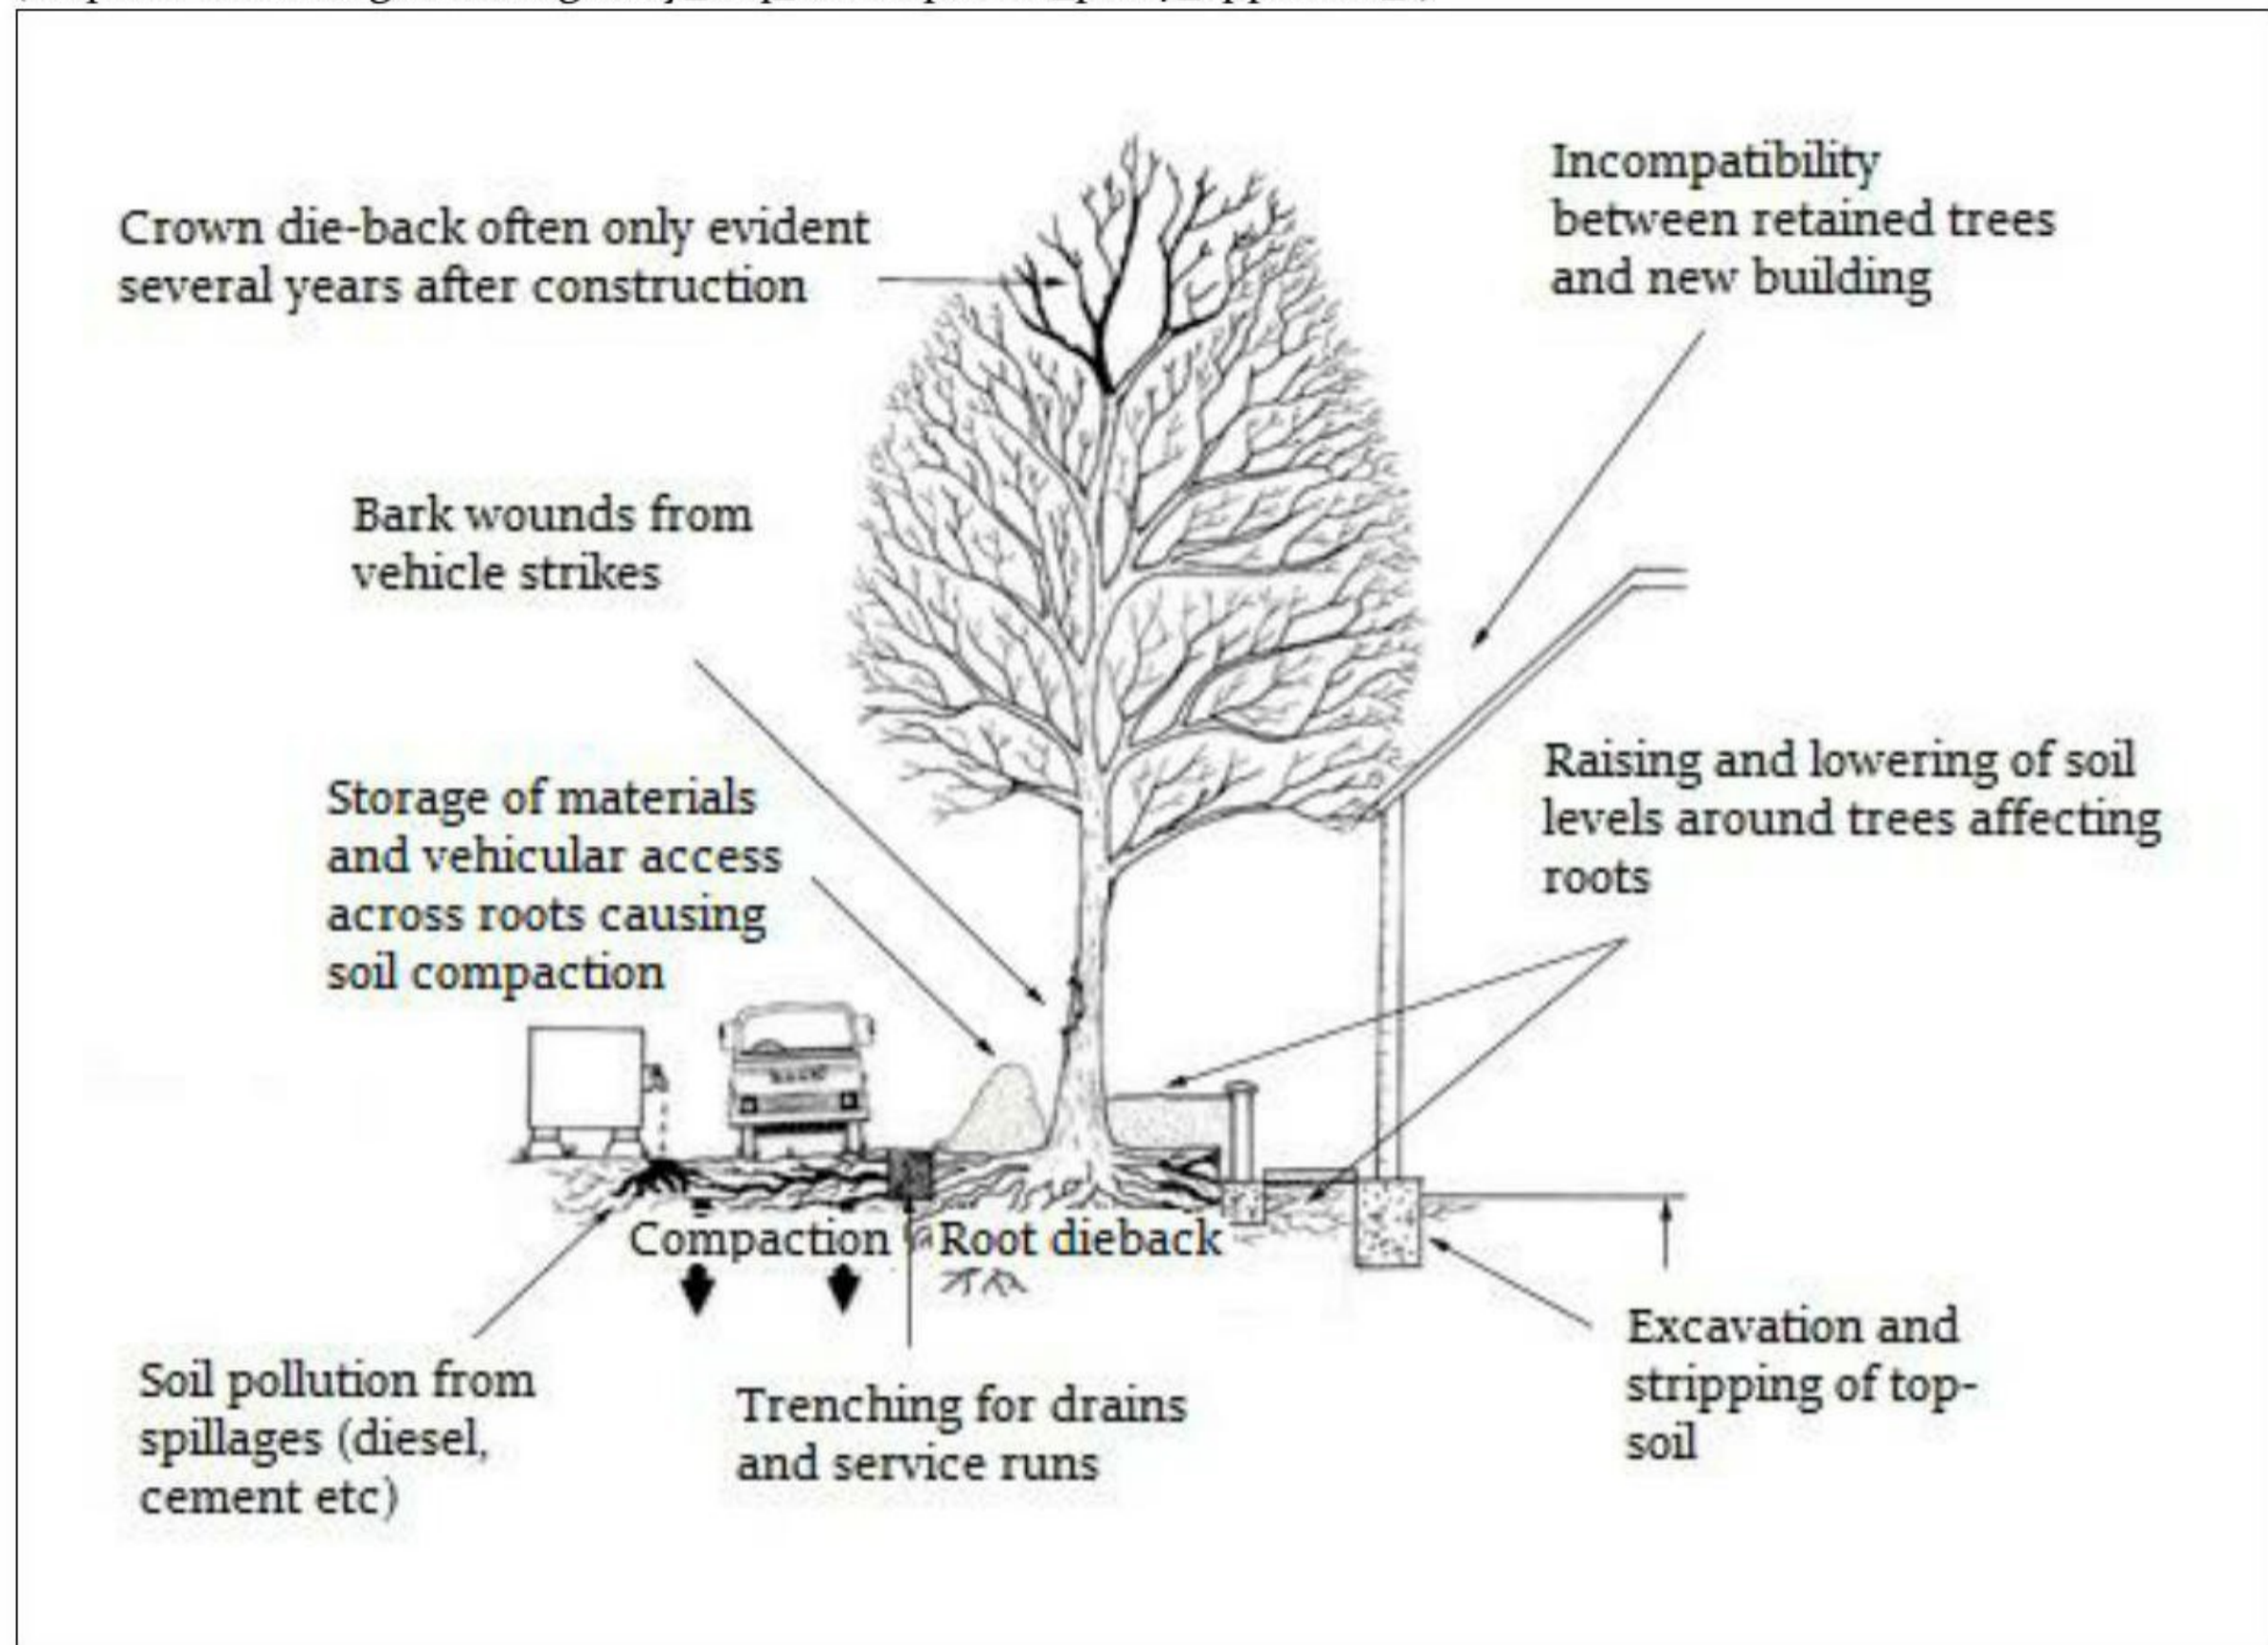 Crown die-back often only evident
several years after construction
Incompatibility
between retained trees
and new building
Bark wounds from
vehicle strikes
Storage of materials
and vehicular access
across roots causing
soil compaction
Raising and lowering of soil
levels around trees affecting
roots
Compaction
Root dieback
Soil pollution from
spillages (diesel,
cement etc)
Trenching for drains
and service runs
Excavation and
stripping of top-
soil